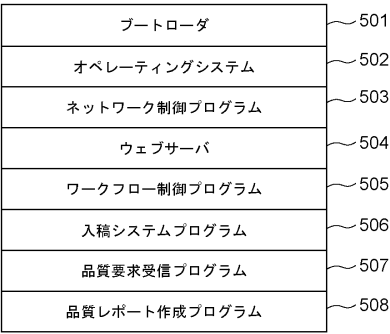 ブートローダ 501
オペレーティングシステム 502
ネットワーク制御プログラム 503
ウェブサーバ 504
ワークフロー制御プログラム 505
入稿システムプログラム 506
品質要求受信プログラム 507
品質レポート作成プログラム 508